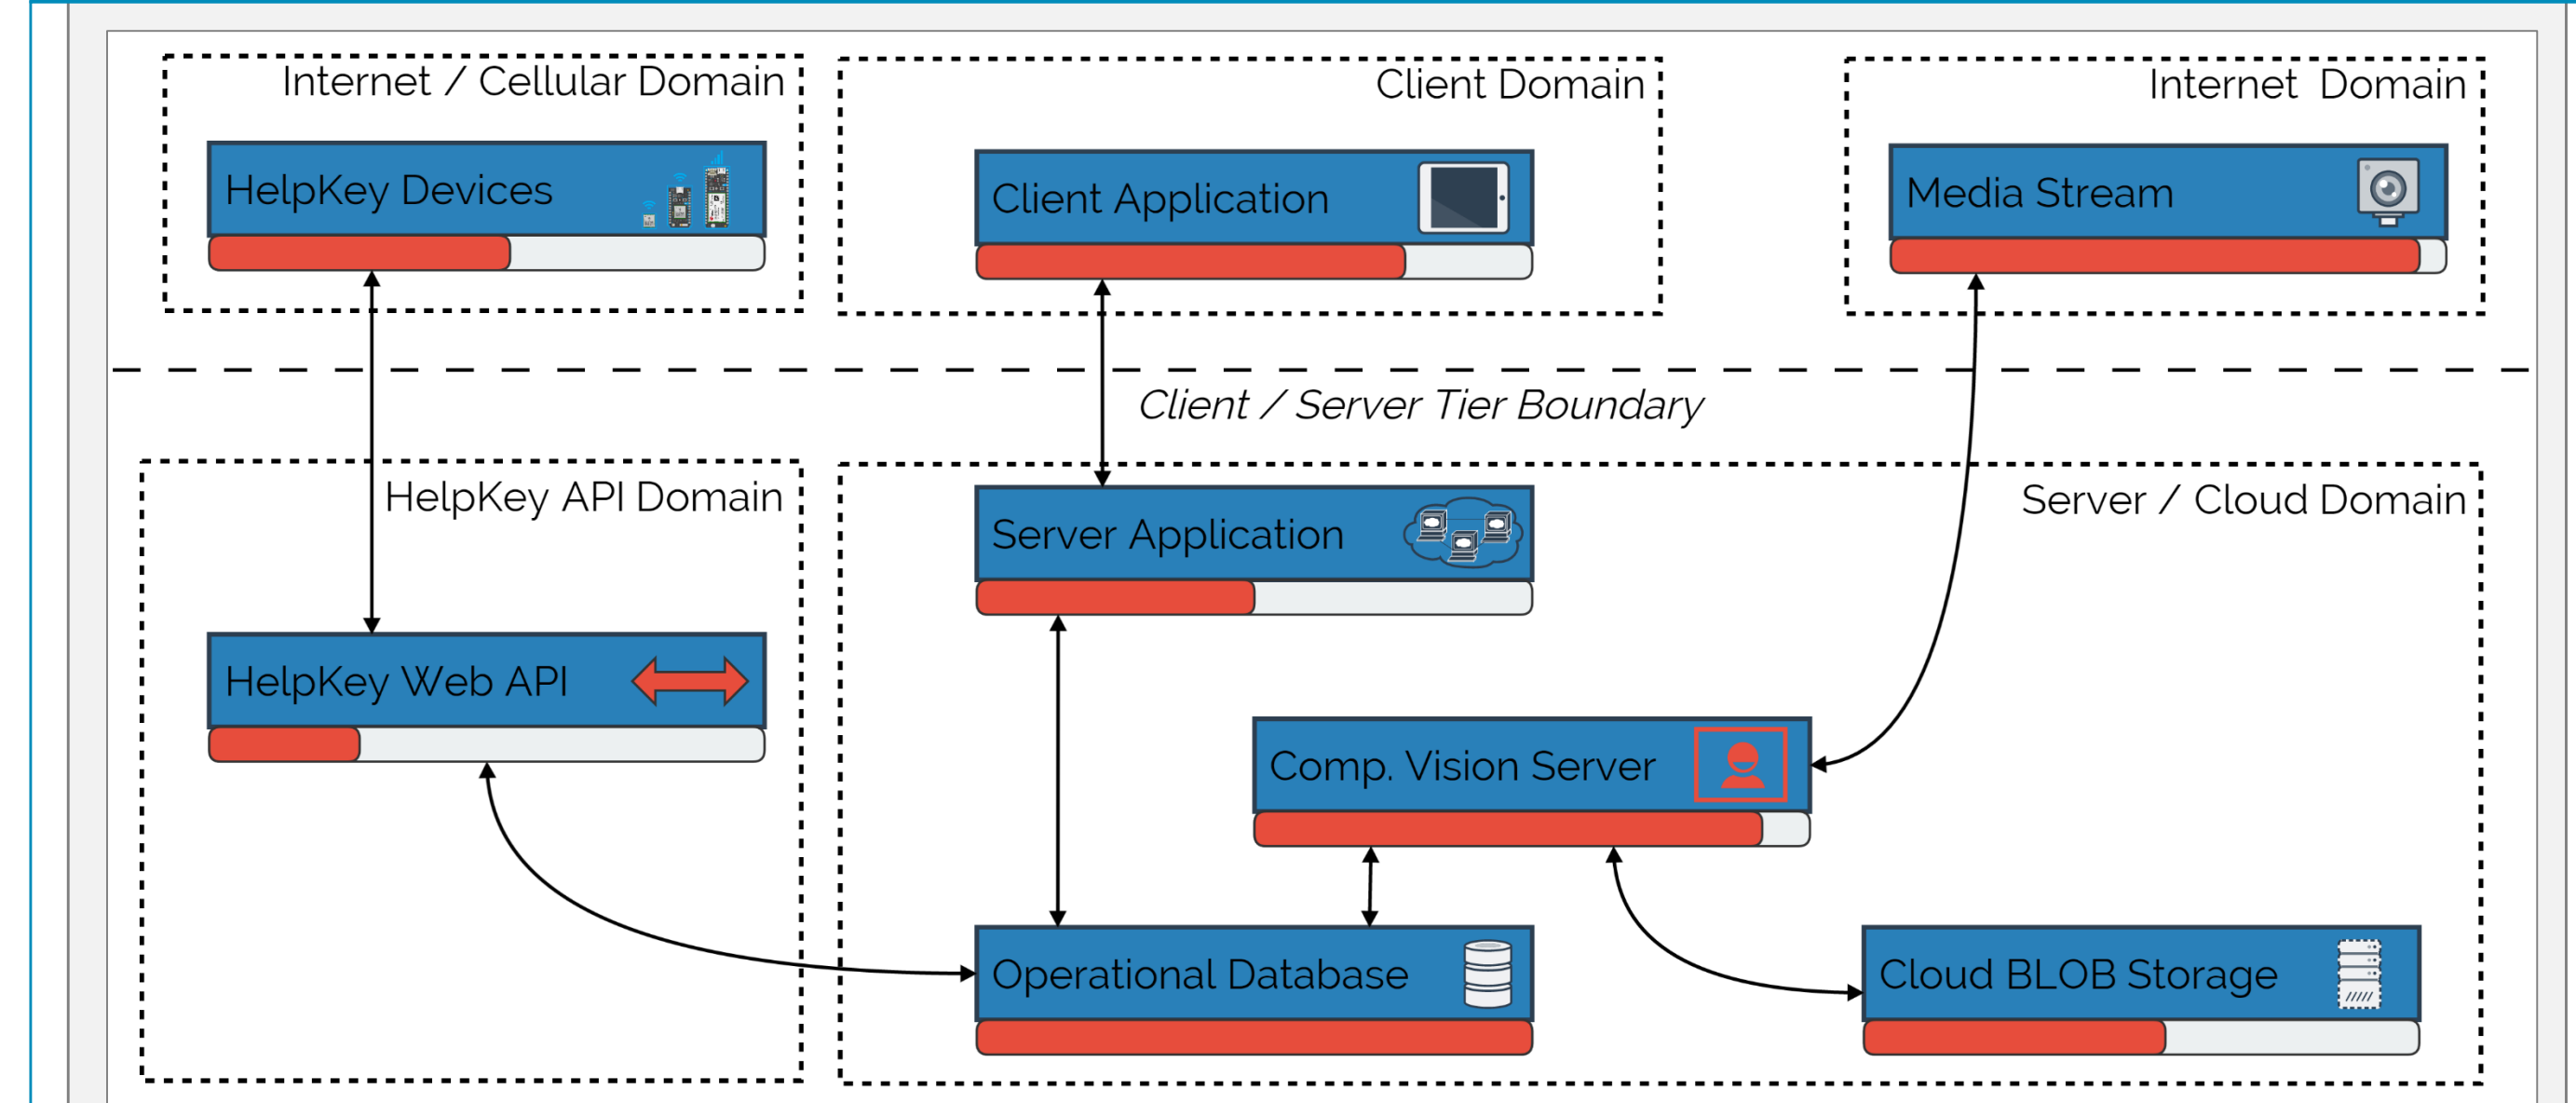 Internet / Cellular Domain
Client Domain
Internet Domain
HelpKey Devices
Client Application
Media Stream
Client / Server Tier Boundary
HelpKey API Domain
Server / Cloud Domain
Server Application
HelpKey Web API
Comp. Vision Server
Operational Database
Cloud BLOB Storage